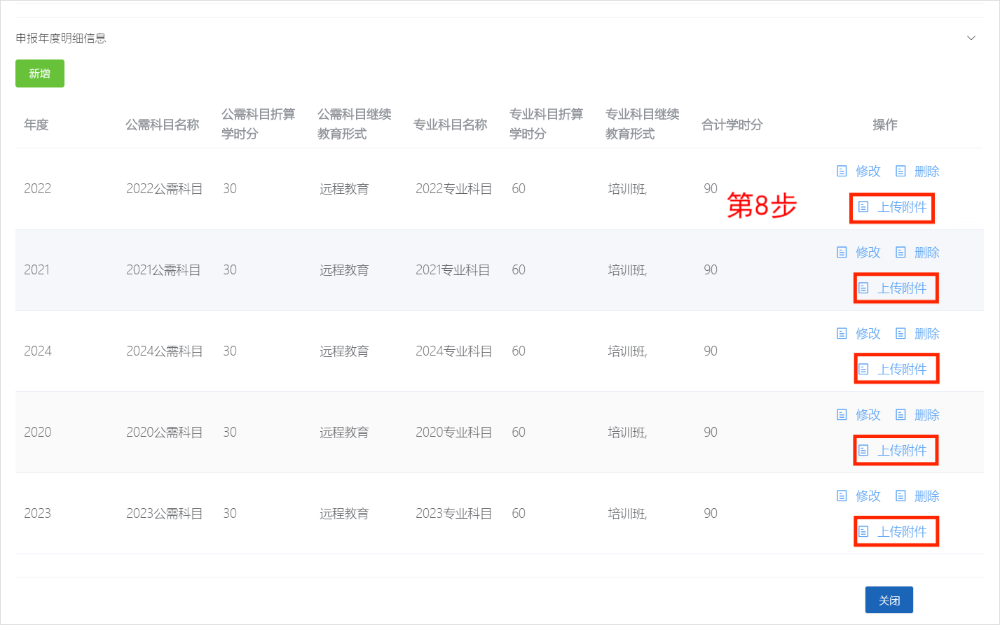 申报年度明细信息
新增
年度 公需科目名称 公需科目折算学时分 公需科目继续教育形式 专业科目名称 专业科目折算学时分 专业科目继续教育形式 合计学时分 操作
2022 2022公需科目 30 远程教育 2022专业科目 60 培训班, 90 修改 删除
第8步 上传附件
2021 2021公需科目 30 远程教育 2021专业科目 60 培训班, 90 修改 删除
上传附件
2024 2024公需科目 30 远程教育 2024专业科目 60 培训班, 90 修改 删除
上传附件
2020 2020公需科目 30 远程教育 2020专业科目 60 培训班, 90 修改 删除
上传附件
2023 2023公需科目 30 远程教育 2023专业科目 60 培训班, 90 修改 删除
上传附件
关闭